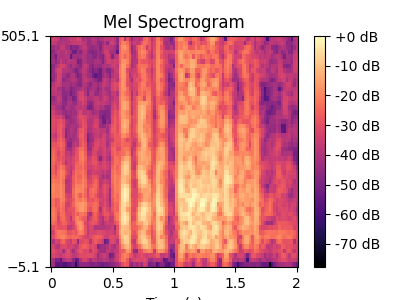 Mel Spectrogram
505.1
-5.1
0
0.5
1
1.5
2
+0 dB
-10 dB
-20 dB
-30 dB
-40 dB
-50 dB
-60 dB
-70 dB